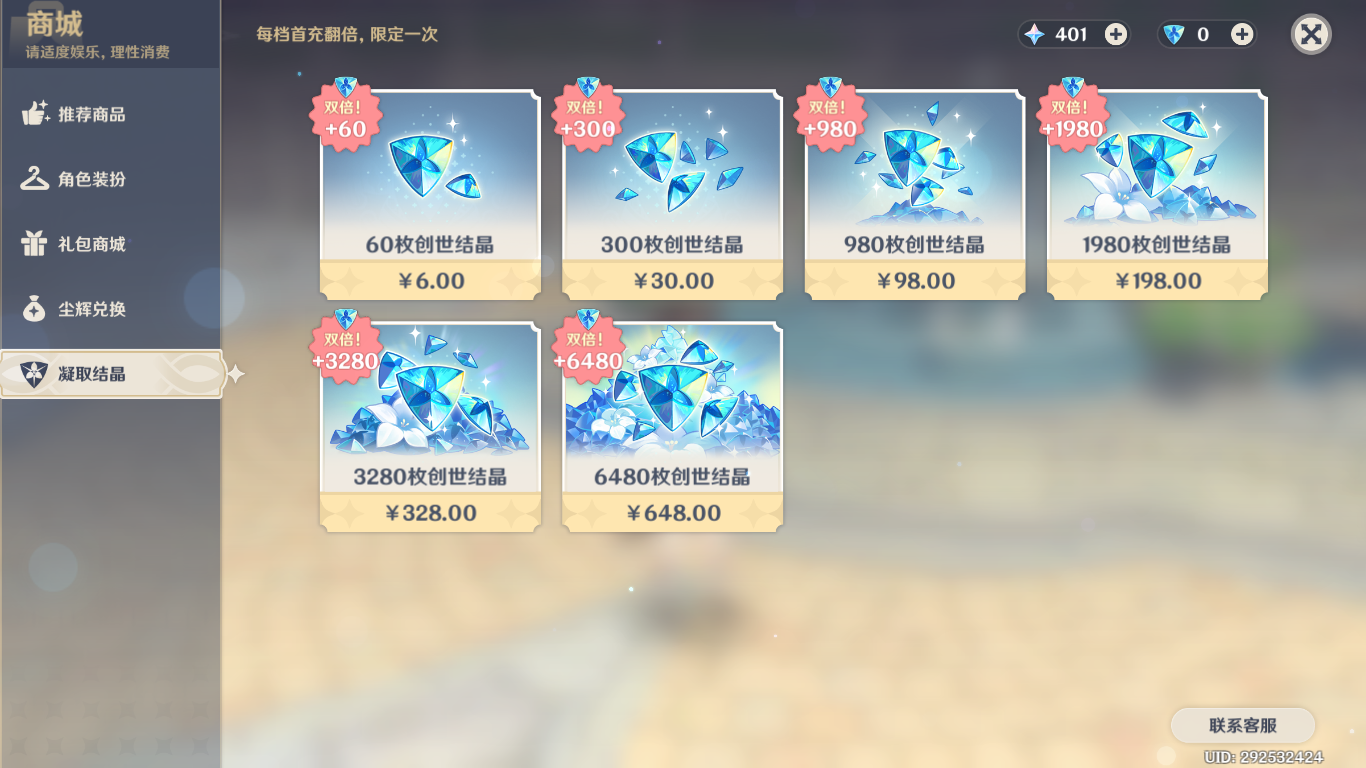 商城
请适度娱乐, 理性消费
每档首充翻倍, 限定一次
401
0
推荐商品
角色装扮
礼包商城
尘辉兑换
凝取结晶
双倍!
+60
60枚创世结晶
￥6.00
双倍!
+300
300枚创世结晶
￥30.00
双倍!
+980
980枚创世结晶
￥98.00
双倍!
+1980
1980枚创世结晶
￥198.00
双倍!
+3280
3280枚创世结晶
￥328.00
双倍!
+6480
6480枚创世结晶
￥648.00
联系客服
UID: 292532424